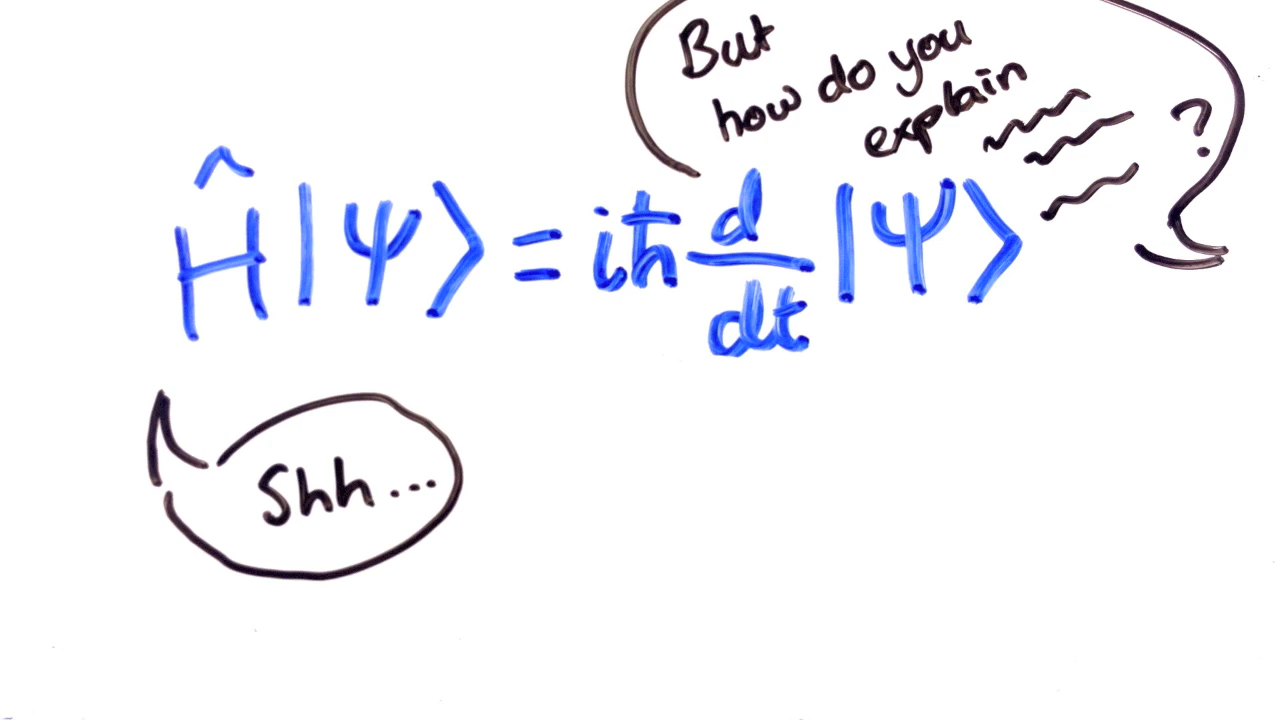 But
how do you
explain ?
Ĥ|Ψ⟩ = iħ d/dt |Ψ⟩
Shh...